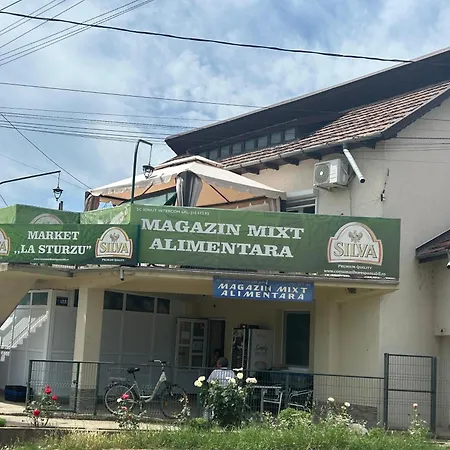 MARKET
„LA STURZU"
SILVA
MAGAZIN MIXT
ALIMENTARA
SILVA
PREMIUM QUALITY
MAGAZIN MIXT
ALIMENTARA